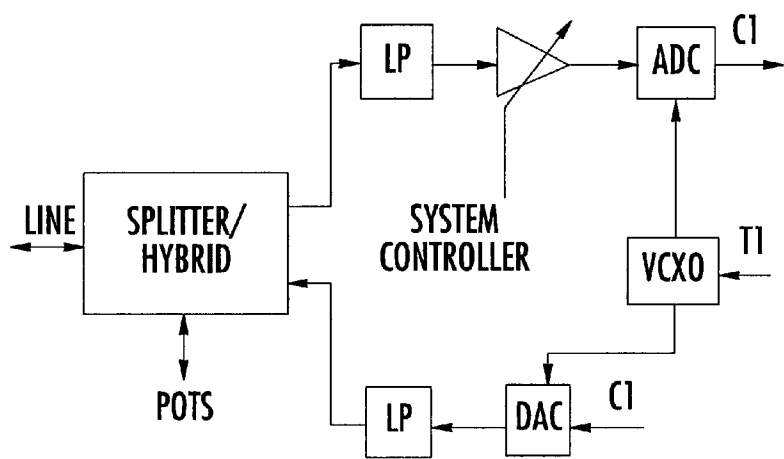 LP
ADC
C1
LINE
SPLITTER/
HYBRID
SYSTEM
CONTROLLER
VCXO
T1
POTS
LP
DAC
C1